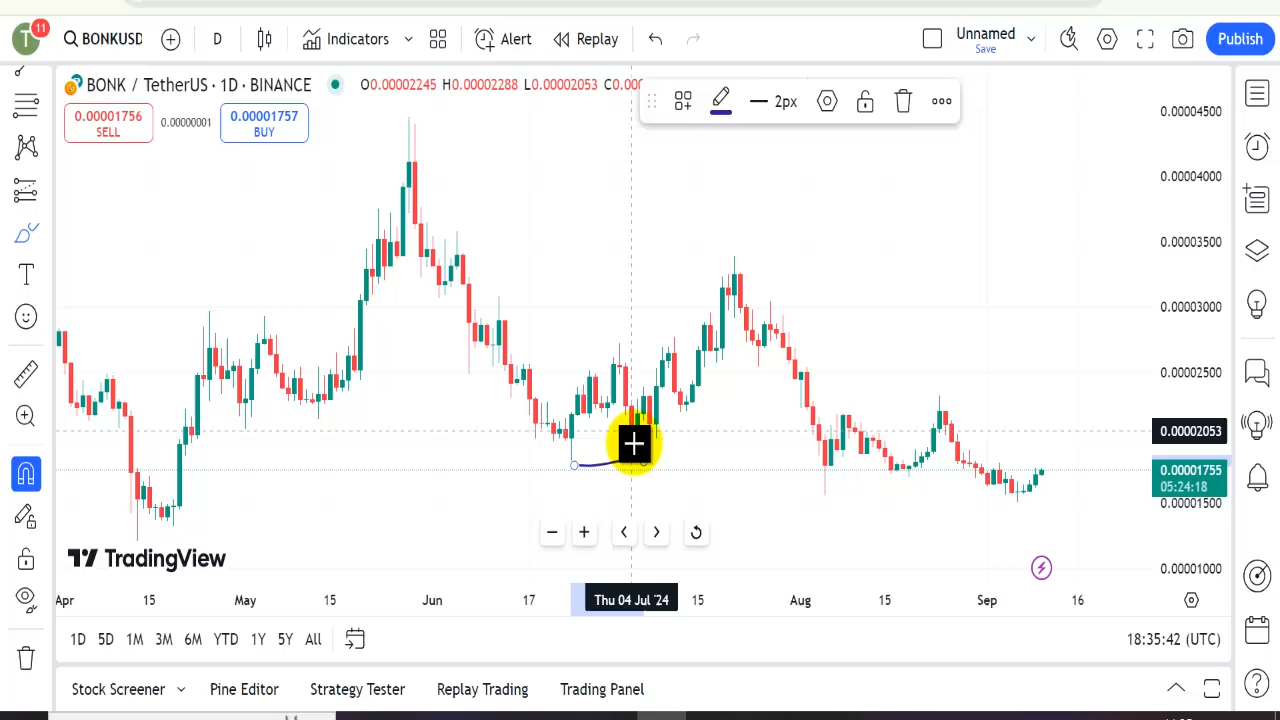 T 11 BONKUSD D Indicators Alert Replay Unnamed Save Publish
BONK / TetherUS · 1D · BINANCE O0.00002245 H0.00002288 L0.00002053 C0.00
2px
0.00001756 SELL 0.00000001 0.00001757 BUY
0.00004500
0.00004000
0.00003500
0.00003000
0.00002500
0.00002053
0.00001755
05:24:18
0.00001500
0.00001000
TradingView
Apr 15 May 15 Jun 17 Thu 04 Jul '24 15 Aug 15 Sep 16
1D 5D 1M 3M 6M YTD 1Y 5Y All 18:35:42 (UTC)
Stock Screener Pine Editor Strategy Tester Replay Trading Trading Panel